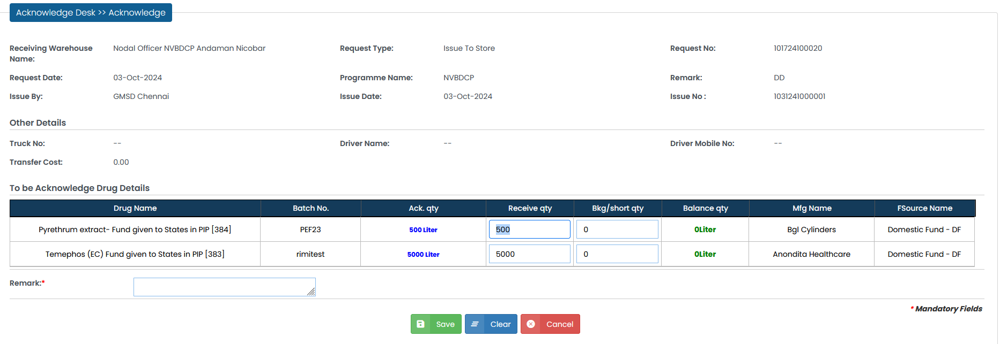 Acknowledge Desk >> Acknowledge
Receiving Warehouse Name: Nodal Officer NVBDCP Andaman Nicobar Request Type: Issue To Store Request No: 101724100020
Request Date: 03-Oct-2024 Programme Name: NVBDCP Remark: DD
Issue By: GMSD Chennai Issue Date: 03-Oct-2024 Issue No : 1031241000001
Other Details
Truck No: -- Driver Name: -- Driver Mobile No: --
Transfer Cost: 0.00
To be Acknowledge Drug Details
Drug Name Batch No. Ack. qty Receive qty Bkg/short qty Balance qty Mfg Name FSource Name
Pyrethrum extract- Fund given to States in PIP [384] PEF23 500 Liter 500 0 0Liter Bgl Cylinders Domestic Fund - DF
Temephos (EC) Fund given to States in PIP [383] rimitest 5000 Liter 5000 0 0Liter Anondita Healthcare Domestic Fund - DF
Remark:*
* Mandatory Fields
Save Clear Cancel